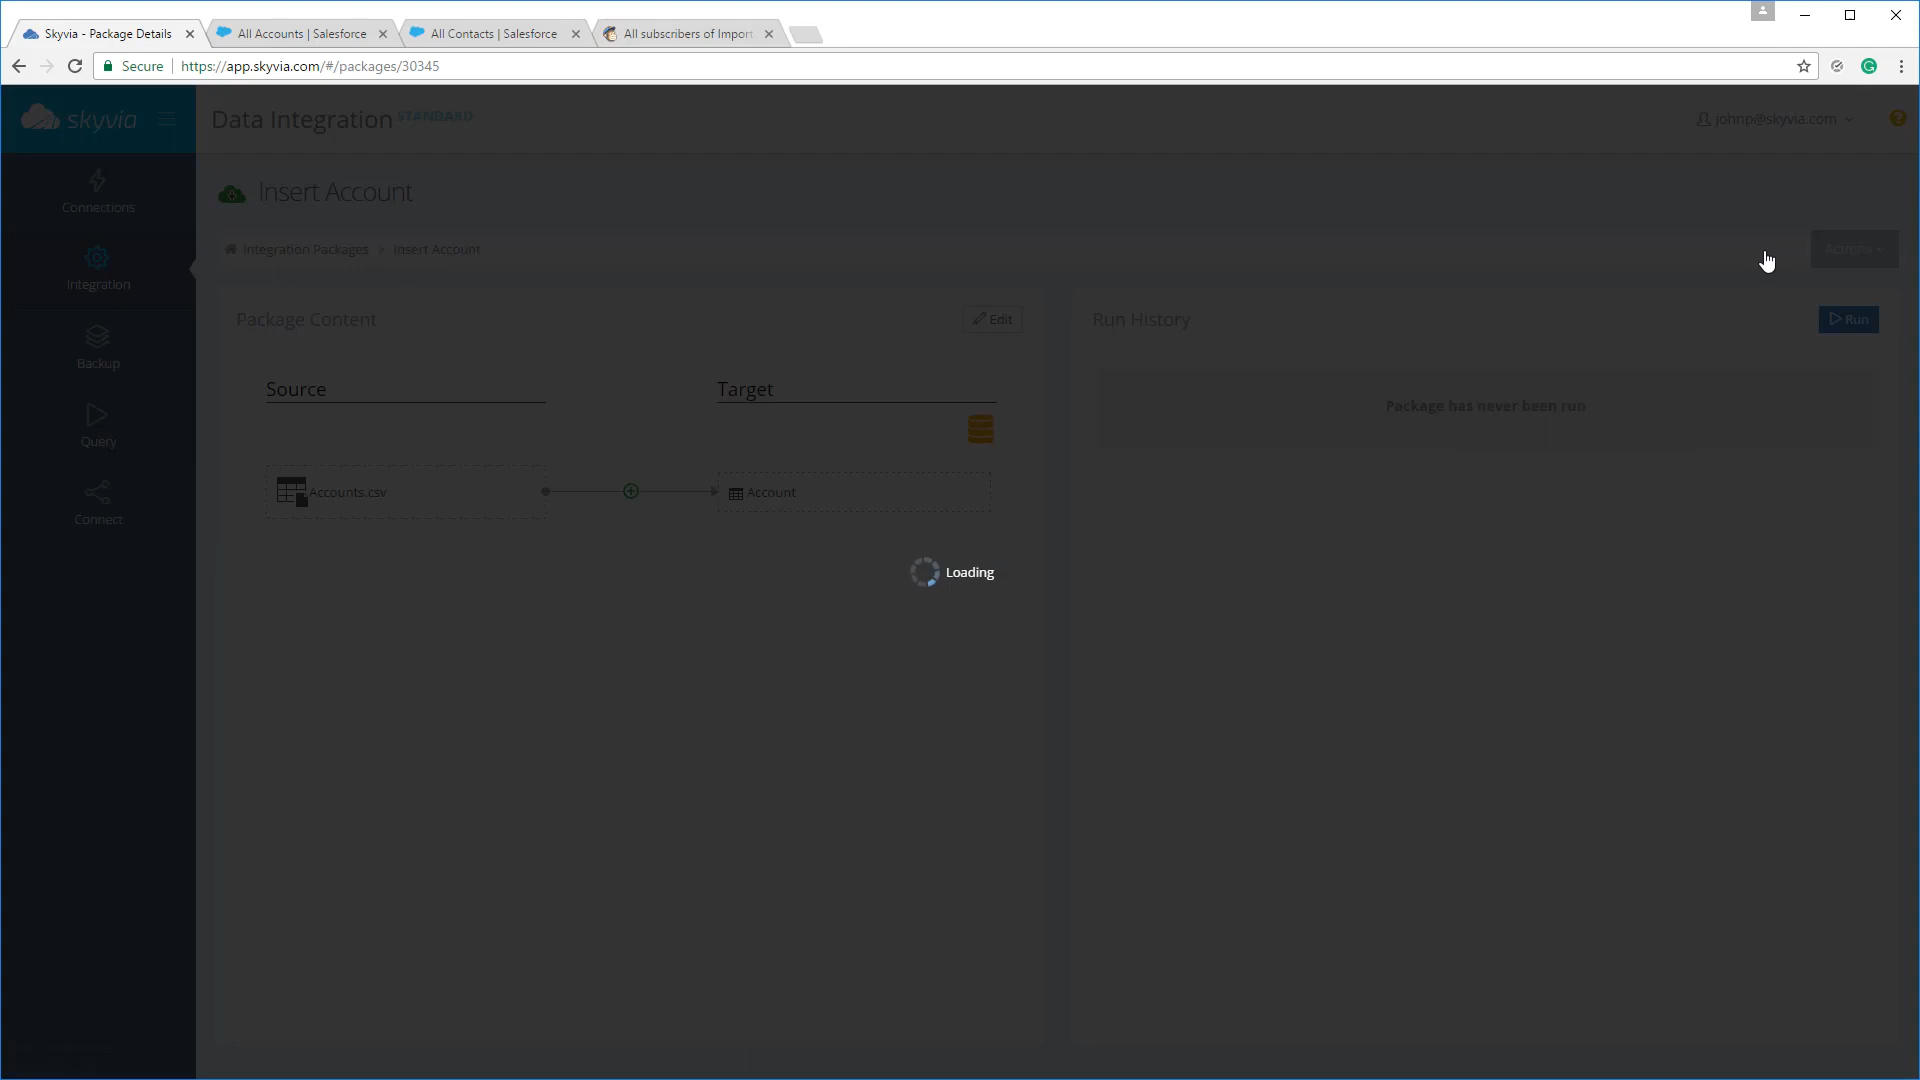 Skyvia - Package Details
All Accounts | Salesforce
All Contacts | Salesforce
All subscribers of Import
Secure
https://app.skyvia.com/#/packages/30345
skyvia
Data Integration STANDARD
johnp@skyvia.com
?
Connections
Integration
Backup
Query
Connect
Insert Account
Integration Packages > Insert Account
Actions
Package Content
Edit
Source
Target
Accounts.csv
Account
Run History
Run
Package has never been run
Loading